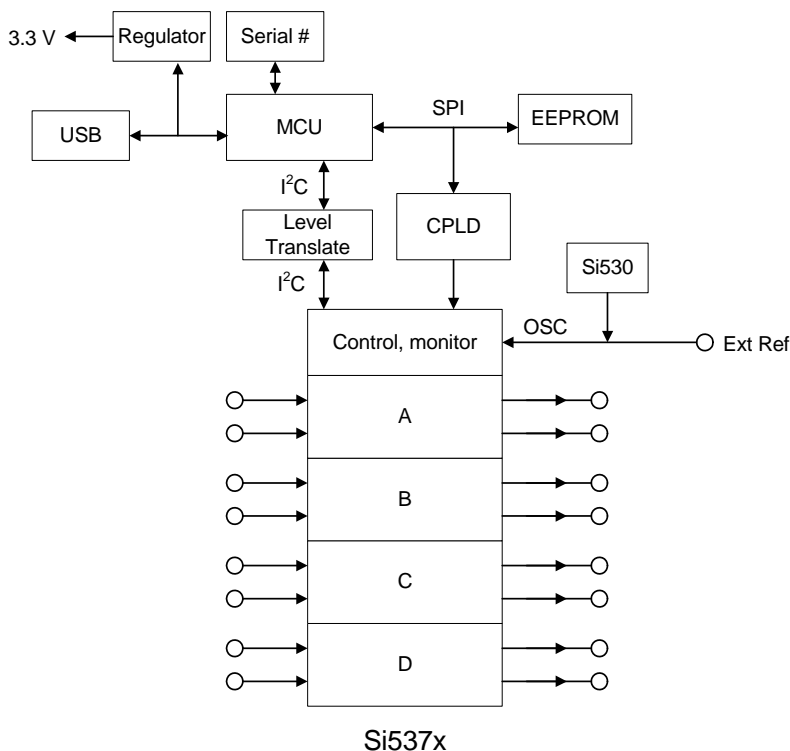 3.3 V
Regulator
Serial #
USB
MCU
SPI
EEPROM
I²C
Level
Translate
CPLD
I²C
Si530
Control, monitor
OSC
Ext Ref
A
B
C
D
Si537x